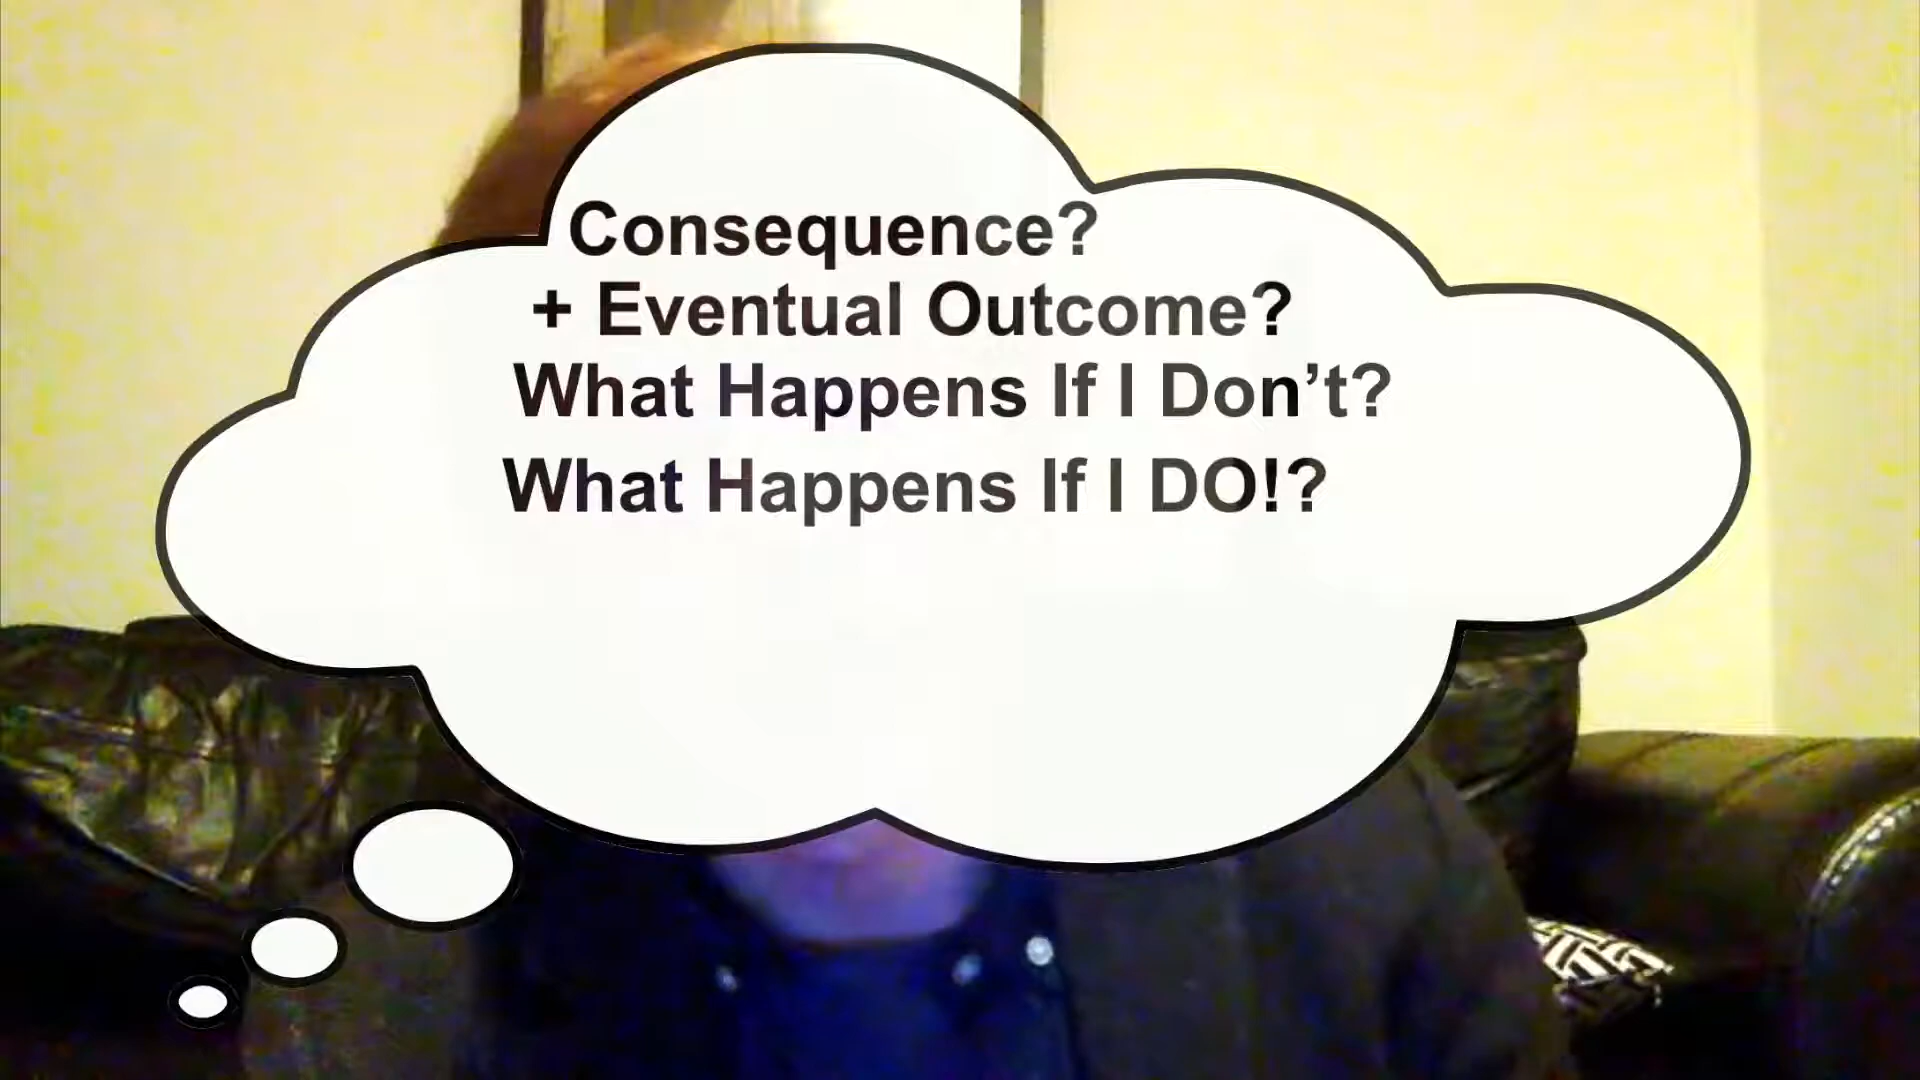 Consequence?
+ Eventual Outcome?
What Happens If I Don’t?
What Happens If I DO!?